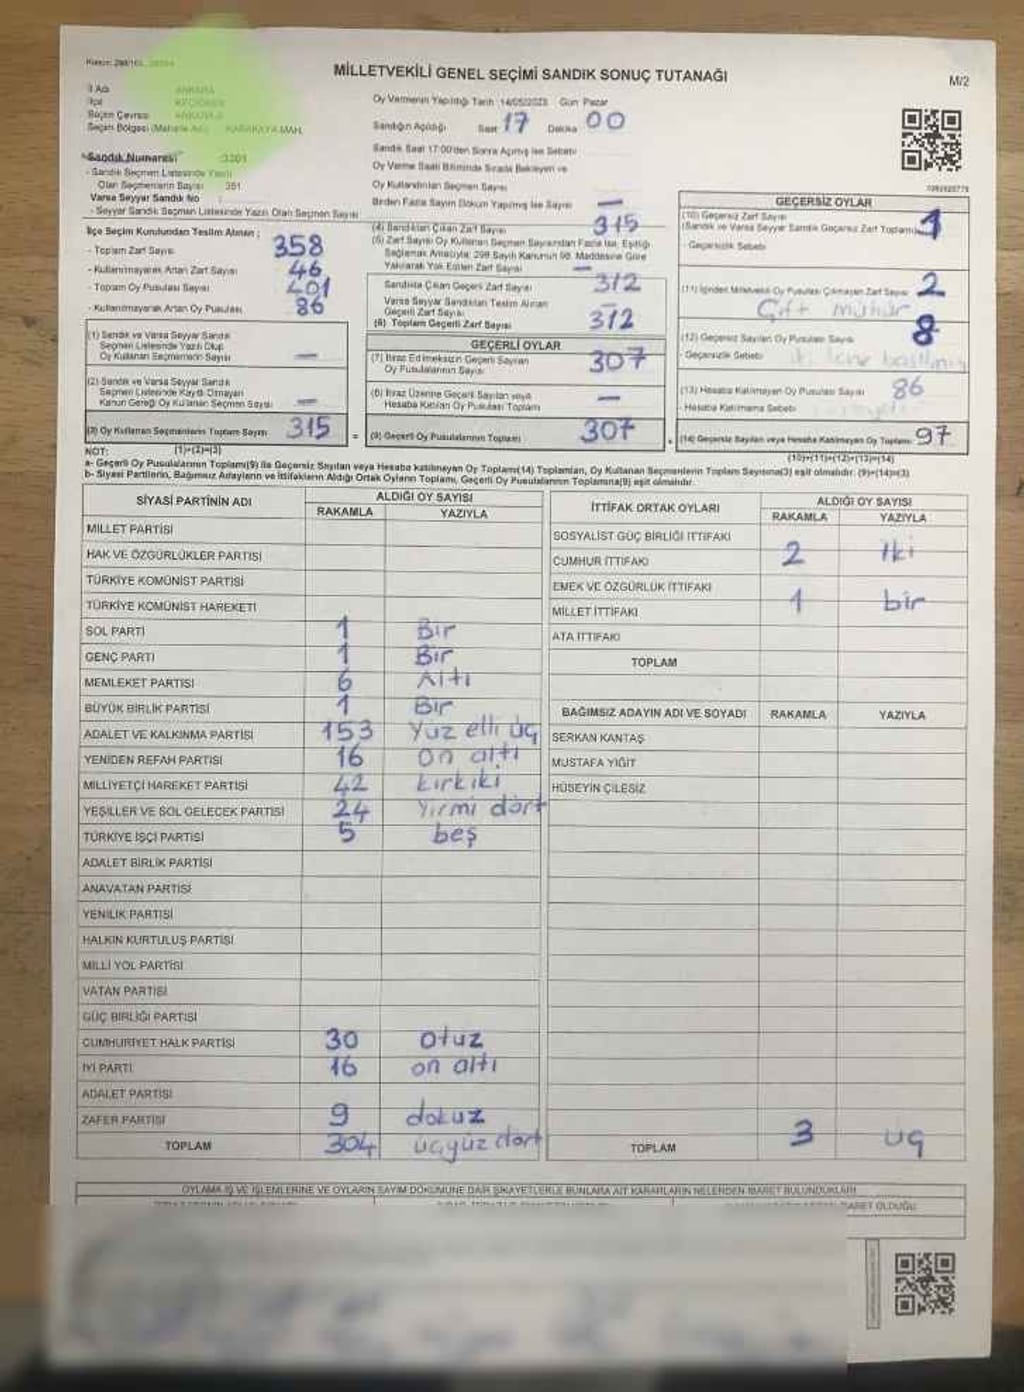 MİLLETVEKİLİ GENEL SEÇİMİ SANDIK SONUÇ TUTANAĞI
M/2
İl Adı ANKARA
İlçe
Seçim Çevresi
Seçim Bölgesi
Sandık Numarası
- Sandık Seçmen Listesinde Yazılı
Olan Seçmenlerin Sayısı 351
Varsa Seyyar Sandık No
- Seyyar Sandık Seçmen Listesinde Yazılı Olan Seçmen Sayısı
Oy Vermenin Yapıldığı Tarih 14/05/2023 Gün Pazar
Sandığın Açıldığı Saat 17 Dakika 00
Sandık Saat 17:00'den Sonra Açılmış İse Sebebi
Oy Verme Saati Bitiminde Sırada Bekleyen ve
Oy Kullandırılan Seçmen Sayısı
Birden Fazla Sayım Döküm Yapılmış İse Sayısı —
İlçe Seçim Kurulundan Teslim Alınan ;
- Toplam Zarf Sayısı 358
- Kullanılmayarak Artan Zarf Sayısı 46
- Toplam Oy Pusulası Sayısı 401
- Kullanılmayarak Artan Oy Pusulası 86
(1) Sandık ve Varsa Seyyar Sandık
Seçmen Listesinde Yazılı Olup
Oy Kullanan Seçmenlerin Sayısı —
(2) Sandık ve Varsa Seyyar Sandık
Seçmen Listesinde Kayıtlı Olmayan
Kanun Gereği Oy Kullanan Seçmen Sayısı —
(3) Oy Kullanan Seçmenlerin Toplam Sayısı 315
(4) Sandıktan Çıkan Zarf Sayısı 315
(5) Zarf Sayısı Oy Kullanan Seçmen Sayısından Fazla İse, Eşitliği
Sağlamak Amacıyla; 298 Sayılı Kanunun 98. Maddesine Göre
Yakılarak Yok Edilen Zarf Sayısı —
Sandıkta Çıkan Geçerli Zarf Sayısı 312
Varsa Seyyar Sandıktan Teslim Alınan
Geçerli Zarf Sayısı
(6) Toplam Geçerli Zarf Sayısı 312
GEÇERLİ OYLAR
(7) İtiraz Edilmeksizin Geçerli Sayılan
Oy Pusulalarının Sayısı 307
(8) İtiraz Üzerine Geçerli Sayılan veya
Hesaba Katılan Oy Pusulası Toplamı —
= (9) Geçerli Oy Pusulalarının Toplamı 307
GEÇERSİZ OYLAR
(10) Geçersiz Zarf Sayısı
(Sandık ve Varsa Seyyar Sandık Geçersiz Zarf Toplamı) 1
- Geçersizlik Sebebi
(11) İçinden Milletvekili Oy Pusulası Çıkmayan Zarf Sayısı 2
Çift mühür
(12) Geçersiz Sayılan Oy Pusula Sayısı 8
- Geçersizlik Sebebi
(13) Hesaba Katılmayan Oy Pusulası Sayısı 86
- Hesaba Katılmama Sebebi
(14) Geçersiz Sayılan veya Hesaba Katılmayan Oy Toplamı 97
NOT: (1)+(2)=(3) (10)+(11)+(12)+(13)=(14)
a- Geçerli Oy Pusulalarının Toplamı(9) ile Geçersiz Sayılan veya Hesaba katılmayan Oy Toplamı(14) Toplamları, Oy Kullanan Seçmenlerin Toplam Sayısına(3) eşit olmalıdır. (9)+(14)=(3)
b- Siyasi Partilerin, Bağımsız Adayların ve İttifakların Aldığı Ortak Oyların Toplamı, Geçerli Oy Pusulalarının Toplamına(9) eşit olmalıdır.
SİYASİ PARTİNİN ADI ALDIĞI OY SAYISI
RAKAMLA YAZIYLA
MİLLET PARTİSİ
HAK VE ÖZGÜRLÜKLER PARTİSİ
TÜRKİYE KOMÜNİST PARTİSİ
TÜRKİYE KOMÜNİST HAREKETİ
SOL PARTİ 1 Bir
GENÇ PARTİ 1 Bir
MEMLEKET PARTİSİ 6 Altı
BÜYÜK BİRLİK PARTİSİ 1 Bir
ADALET VE KALKINMA PARTİSİ 153 Yüz elli üç
YENİDEN REFAH PARTİSİ 16 on altı
MİLLİYETÇİ HAREKET PARTİSİ 42 kırkiki
YEŞİLLER VE SOL GELECEK PARTİSİ 24 Yirmi dört
TÜRKİYE İŞÇİ PARTİSİ 5 beş
ADALET BİRLİK PARTİSİ
ANAVATAN PARTİSİ
YENİLİK PARTİSİ
HALKIN KURTULUŞ PARTİSİ
MİLLİ YOL PARTİSİ
VATAN PARTİSİ
GÜÇ BİRLİĞİ PARTİSİ
CUMHURİYET HALK PARTİSİ 30 otuz
İYİ PARTİ 16 on altı
ADALET PARTİSİ
ZAFER PARTİSİ 9 dokuz
TOPLAM 304 üçyüz dört
İTTİFAK ORTAK OYLARI ALDIĞI OY SAYISI
RAKAMLA YAZIYLA
SOSYALİST GÜÇ BİRLİĞİ İTTİFAKI
CUMHUR İTTİFAKI 2 iki
EMEK VE ÖZGÜRLÜK İTTİFAKI
MİLLET İTTİFAKI 1 bir
ATA İTTİFAKI
TOPLAM
BAĞIMSIZ ADAYIN ADI VE SOYADI RAKAMLA YAZIYLA
SERKAN KANTAŞ
MUSTAFA YİĞİT
HÜSEYİN ÇİLESİZ
TOPLAM 3 üç
OYLAMA İŞ VE İŞLEMLERİNE VE OYLARIN SAYIM DÖKÜMÜNE DAİR ŞİKAYETLERLE BUNLARA AİT KARARLARIN NELERDEN İBARET BULUNDUKLARI